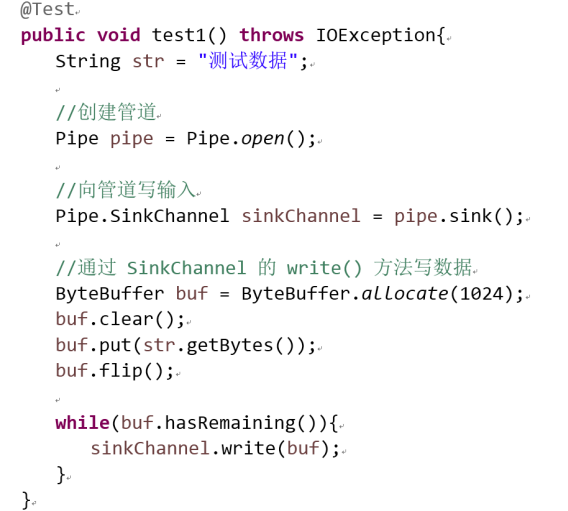 @Test
public void test1() throws IOException{
String str = "测试数据";
//创建管道
Pipe pipe = Pipe.open();
//向管道写输入
Pipe.SinkChannel sinkChannel = pipe.sink();
//通过 SinkChannel 的 write() 方法写数据
ByteBuffer buf = ByteBuffer.allocate(1024);
buf.clear();
buf.put(str.getBytes());
buf.flip();
while(buf.hasRemaining()){
sinkChannel.write(buf);
}
}